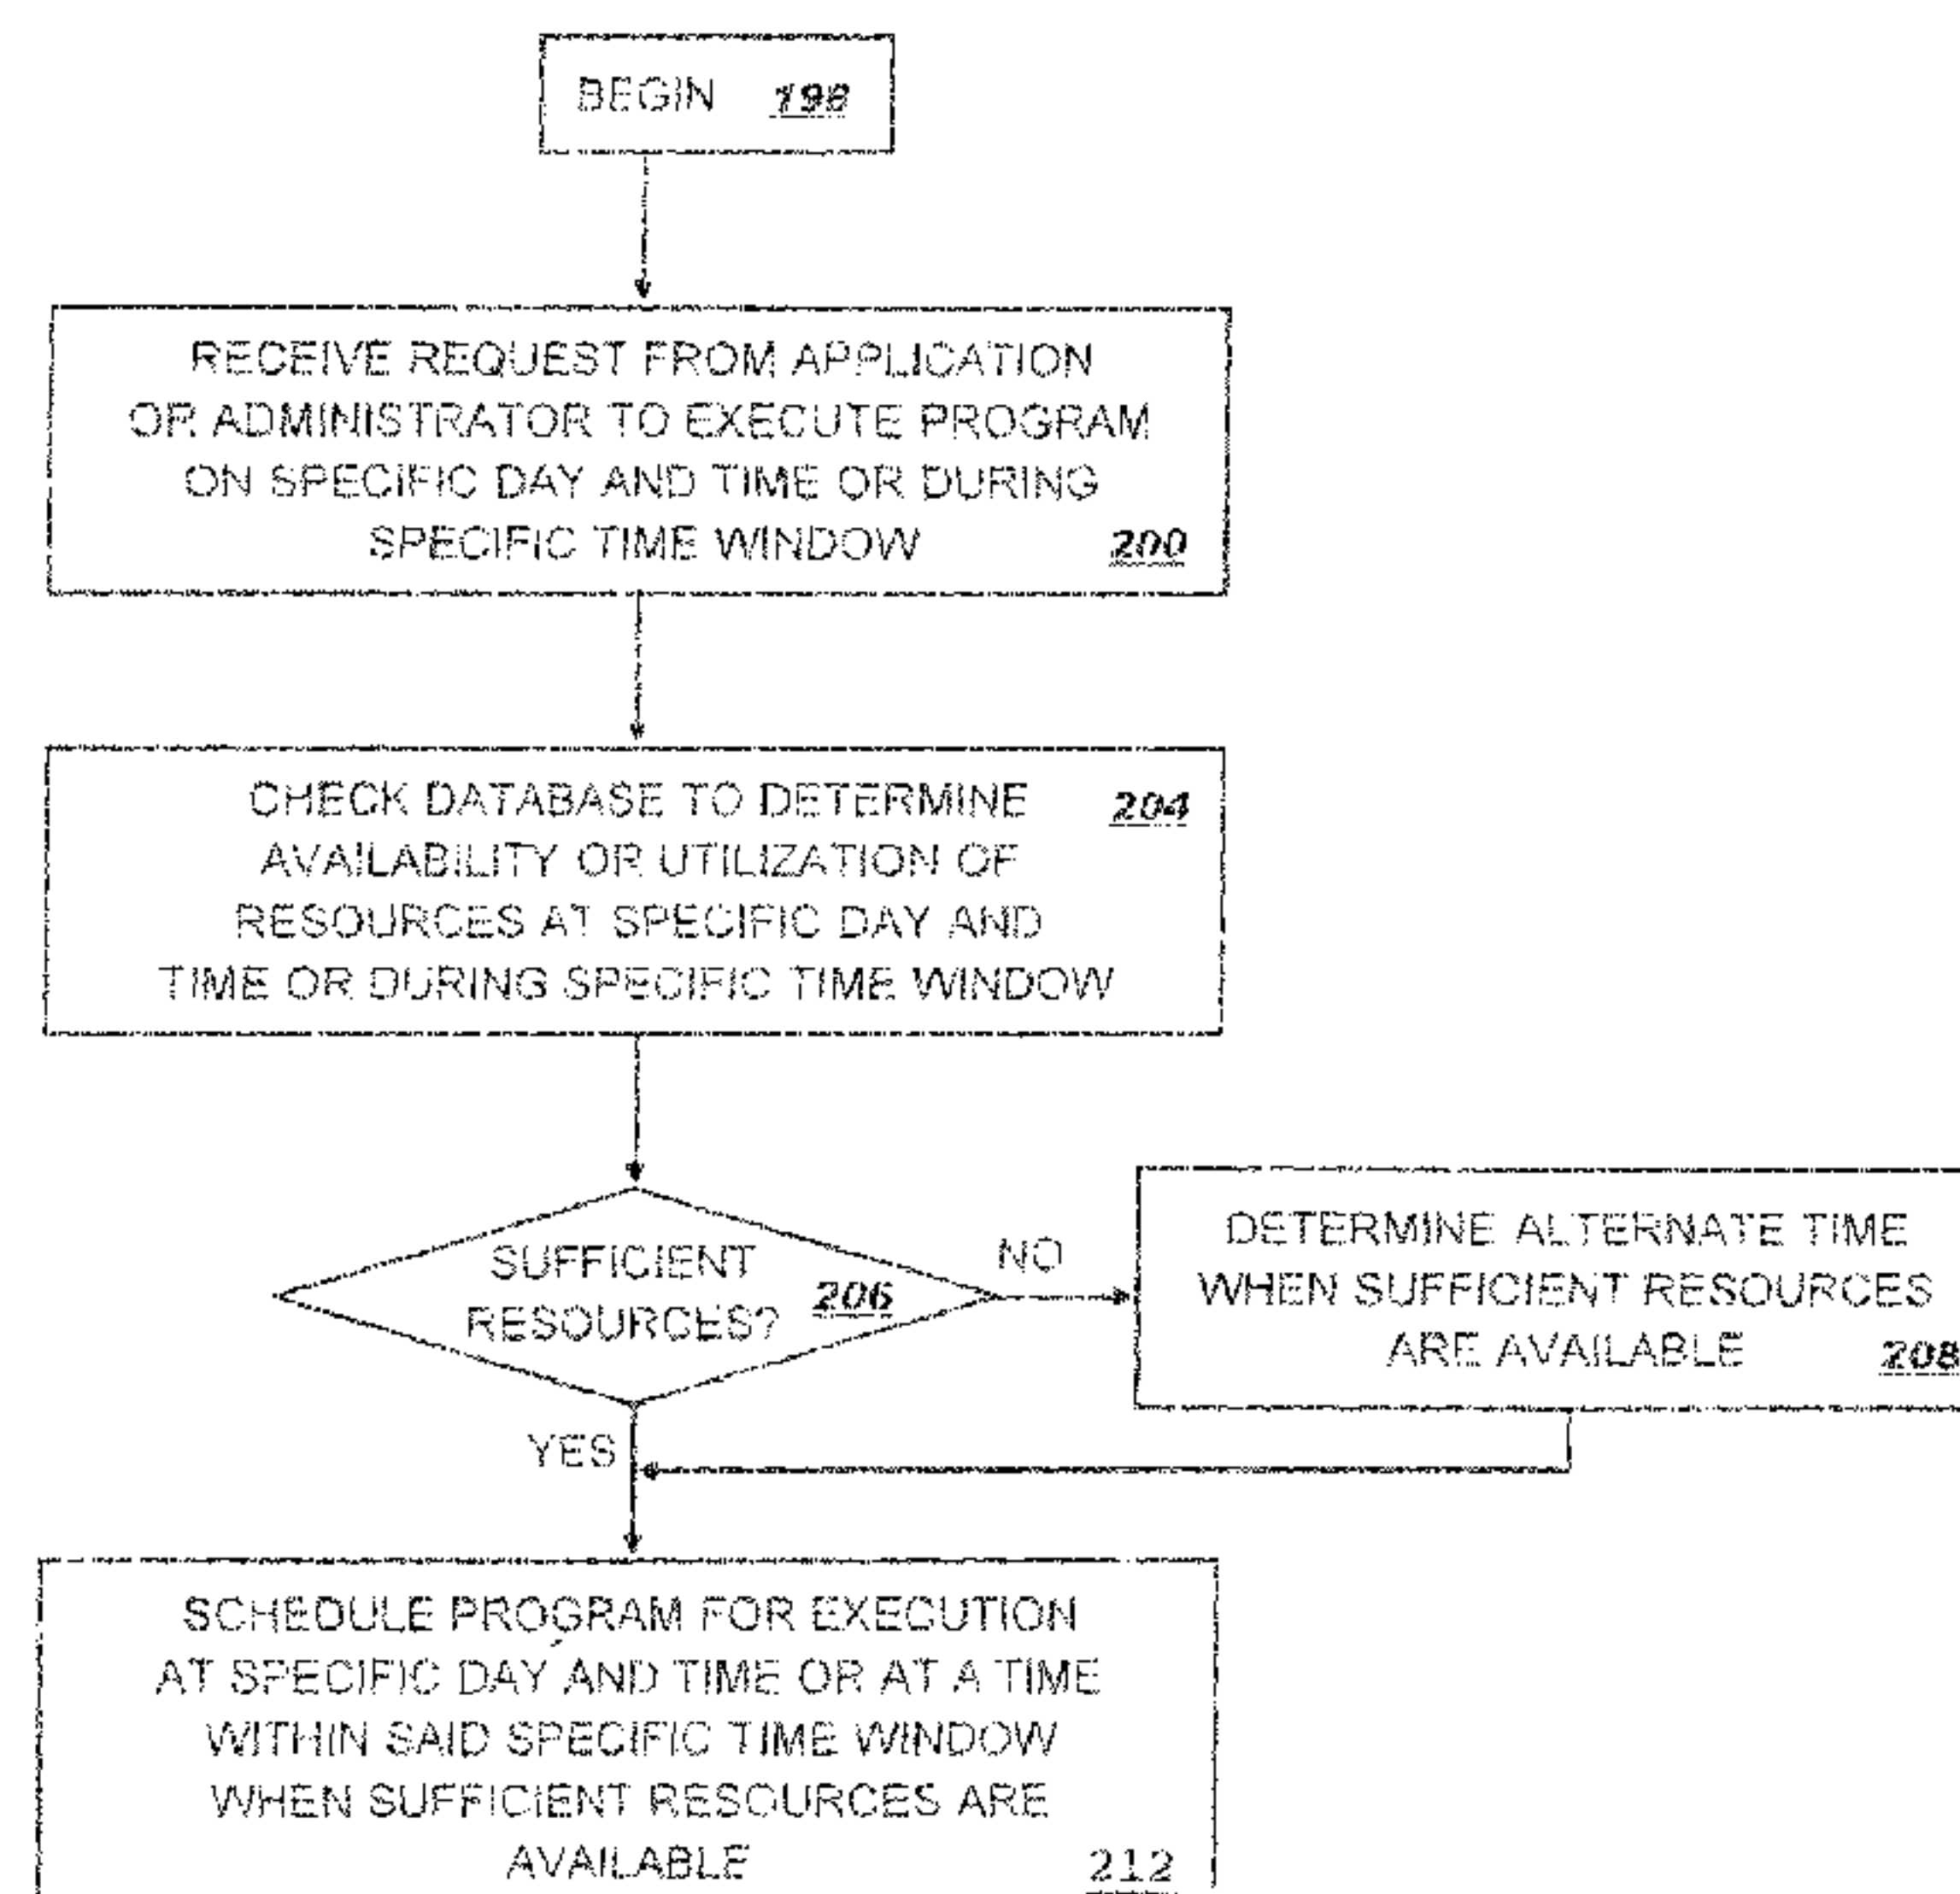 BEGIN 198
RECEIVE REQUEST FROM APPLICATION
OR ADMINISTRATOR TO EXECUTE PROGRAM
ON SPECIFIC DAY AND TIME OR DURING
SPECIFIC TIME WINDOW 200
CHECK DATABASE TO DETERMINE 204
AVAILABILITY OR UTILIZATION OF
RESOURCES AT SPECIFIC DAY AND
TIME OR DURING SPECIFIC TIME WINDOW
SUFFICIENT
RESOURCES? 206
NO
DETERMINE ALTERNATE TIME
WHEN SUFFICIENT RESOURCES
ARE AVAILABLE 208
YES
SCHEDULE PROGRAM FOR EXECUTION
AT SPECIFIC DAY AND TIME OR AT A TIME
WITHIN SAID SPECIFIC TIME WINDOW
WHEN SUFFICIENT RESOURCES ARE
AVAILABLE 212